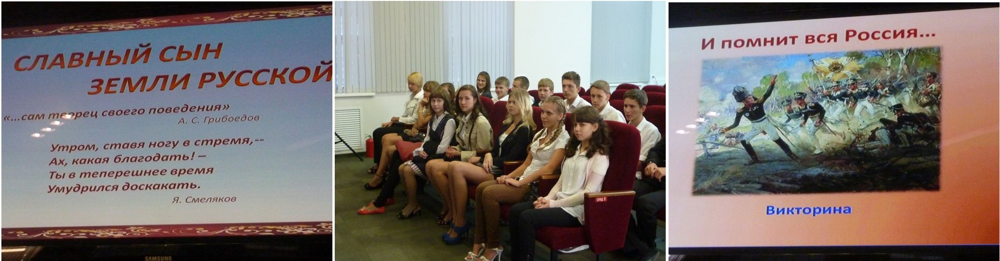 СЛАВНЫЙ СЫН
ЗЕМЛИ РУССКОЙ
«...сам творец своего поведения»
А. С. Грибоедов
Утром, ставя ногу в стремя,--
Ах, какая благодать! –
Ты в теперешнее время
Умудрился доскакать.
Я. Смеляков
SAMSUNG
ряд 1
И помнит вся Россия...
Викторина